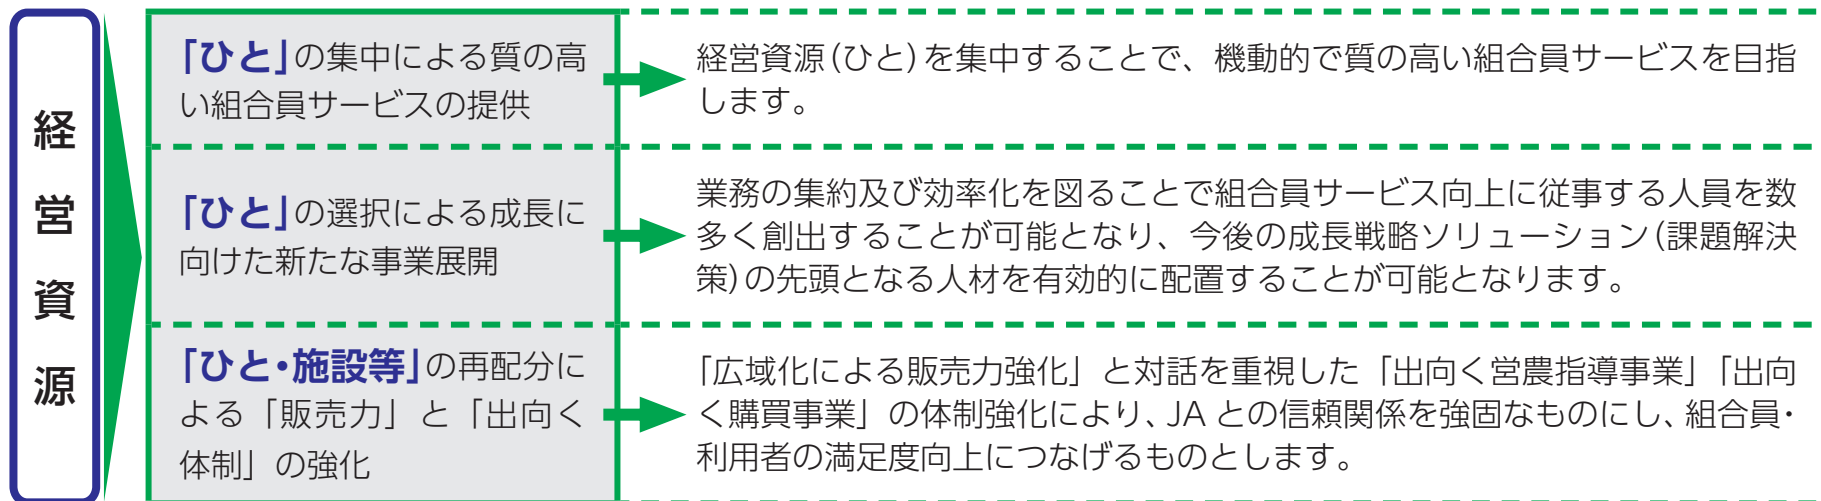 経営資源
「ひと」の集中による質の高
い組合員サービスの提供
経営資源(ひと)を集中することで、機動的で質の高い組合員サービスを目指
します。
「ひと」の選択による成長に
向けた新たな事業展開
業務の集約及び効率化を図ることで組合員サービス向上に従事する人員を数
多く創出することが可能となり、今後の成長戦略ソリューション(課題解決
策)の先頭となる人材を有効的に配置することが可能となります。
「ひと・施設等」の再配分に
よる「販売力」と「出向く
体制」の強化
「広域化による販売力強化」と対話を重視した「出向く営農指導事業」「出向
く購買事業」の体制強化により、JAとの信頼関係を強固なものにし、組合員・
利用者の満足度向上につなげるものとします。